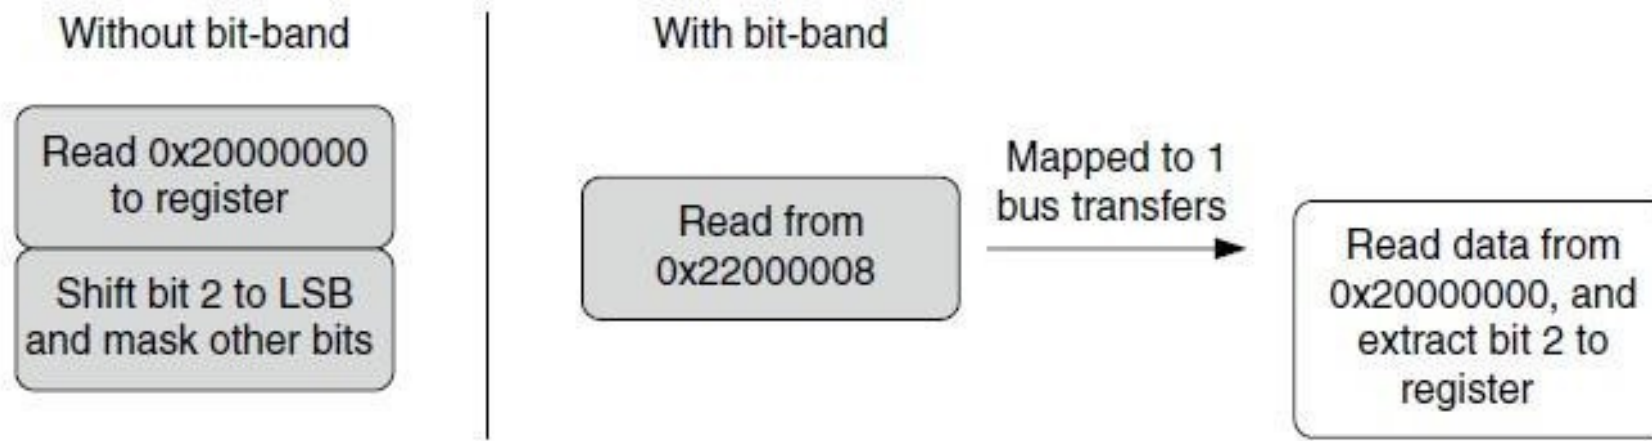 Without bit-band
Read 0x20000000
to register
Shift bit 2 to LSB
and mask other bits
With bit-band
Read from
0x22000008
Mapped to 1
bus transfers
Read data from
0x20000000, and
extract bit 2 to
register